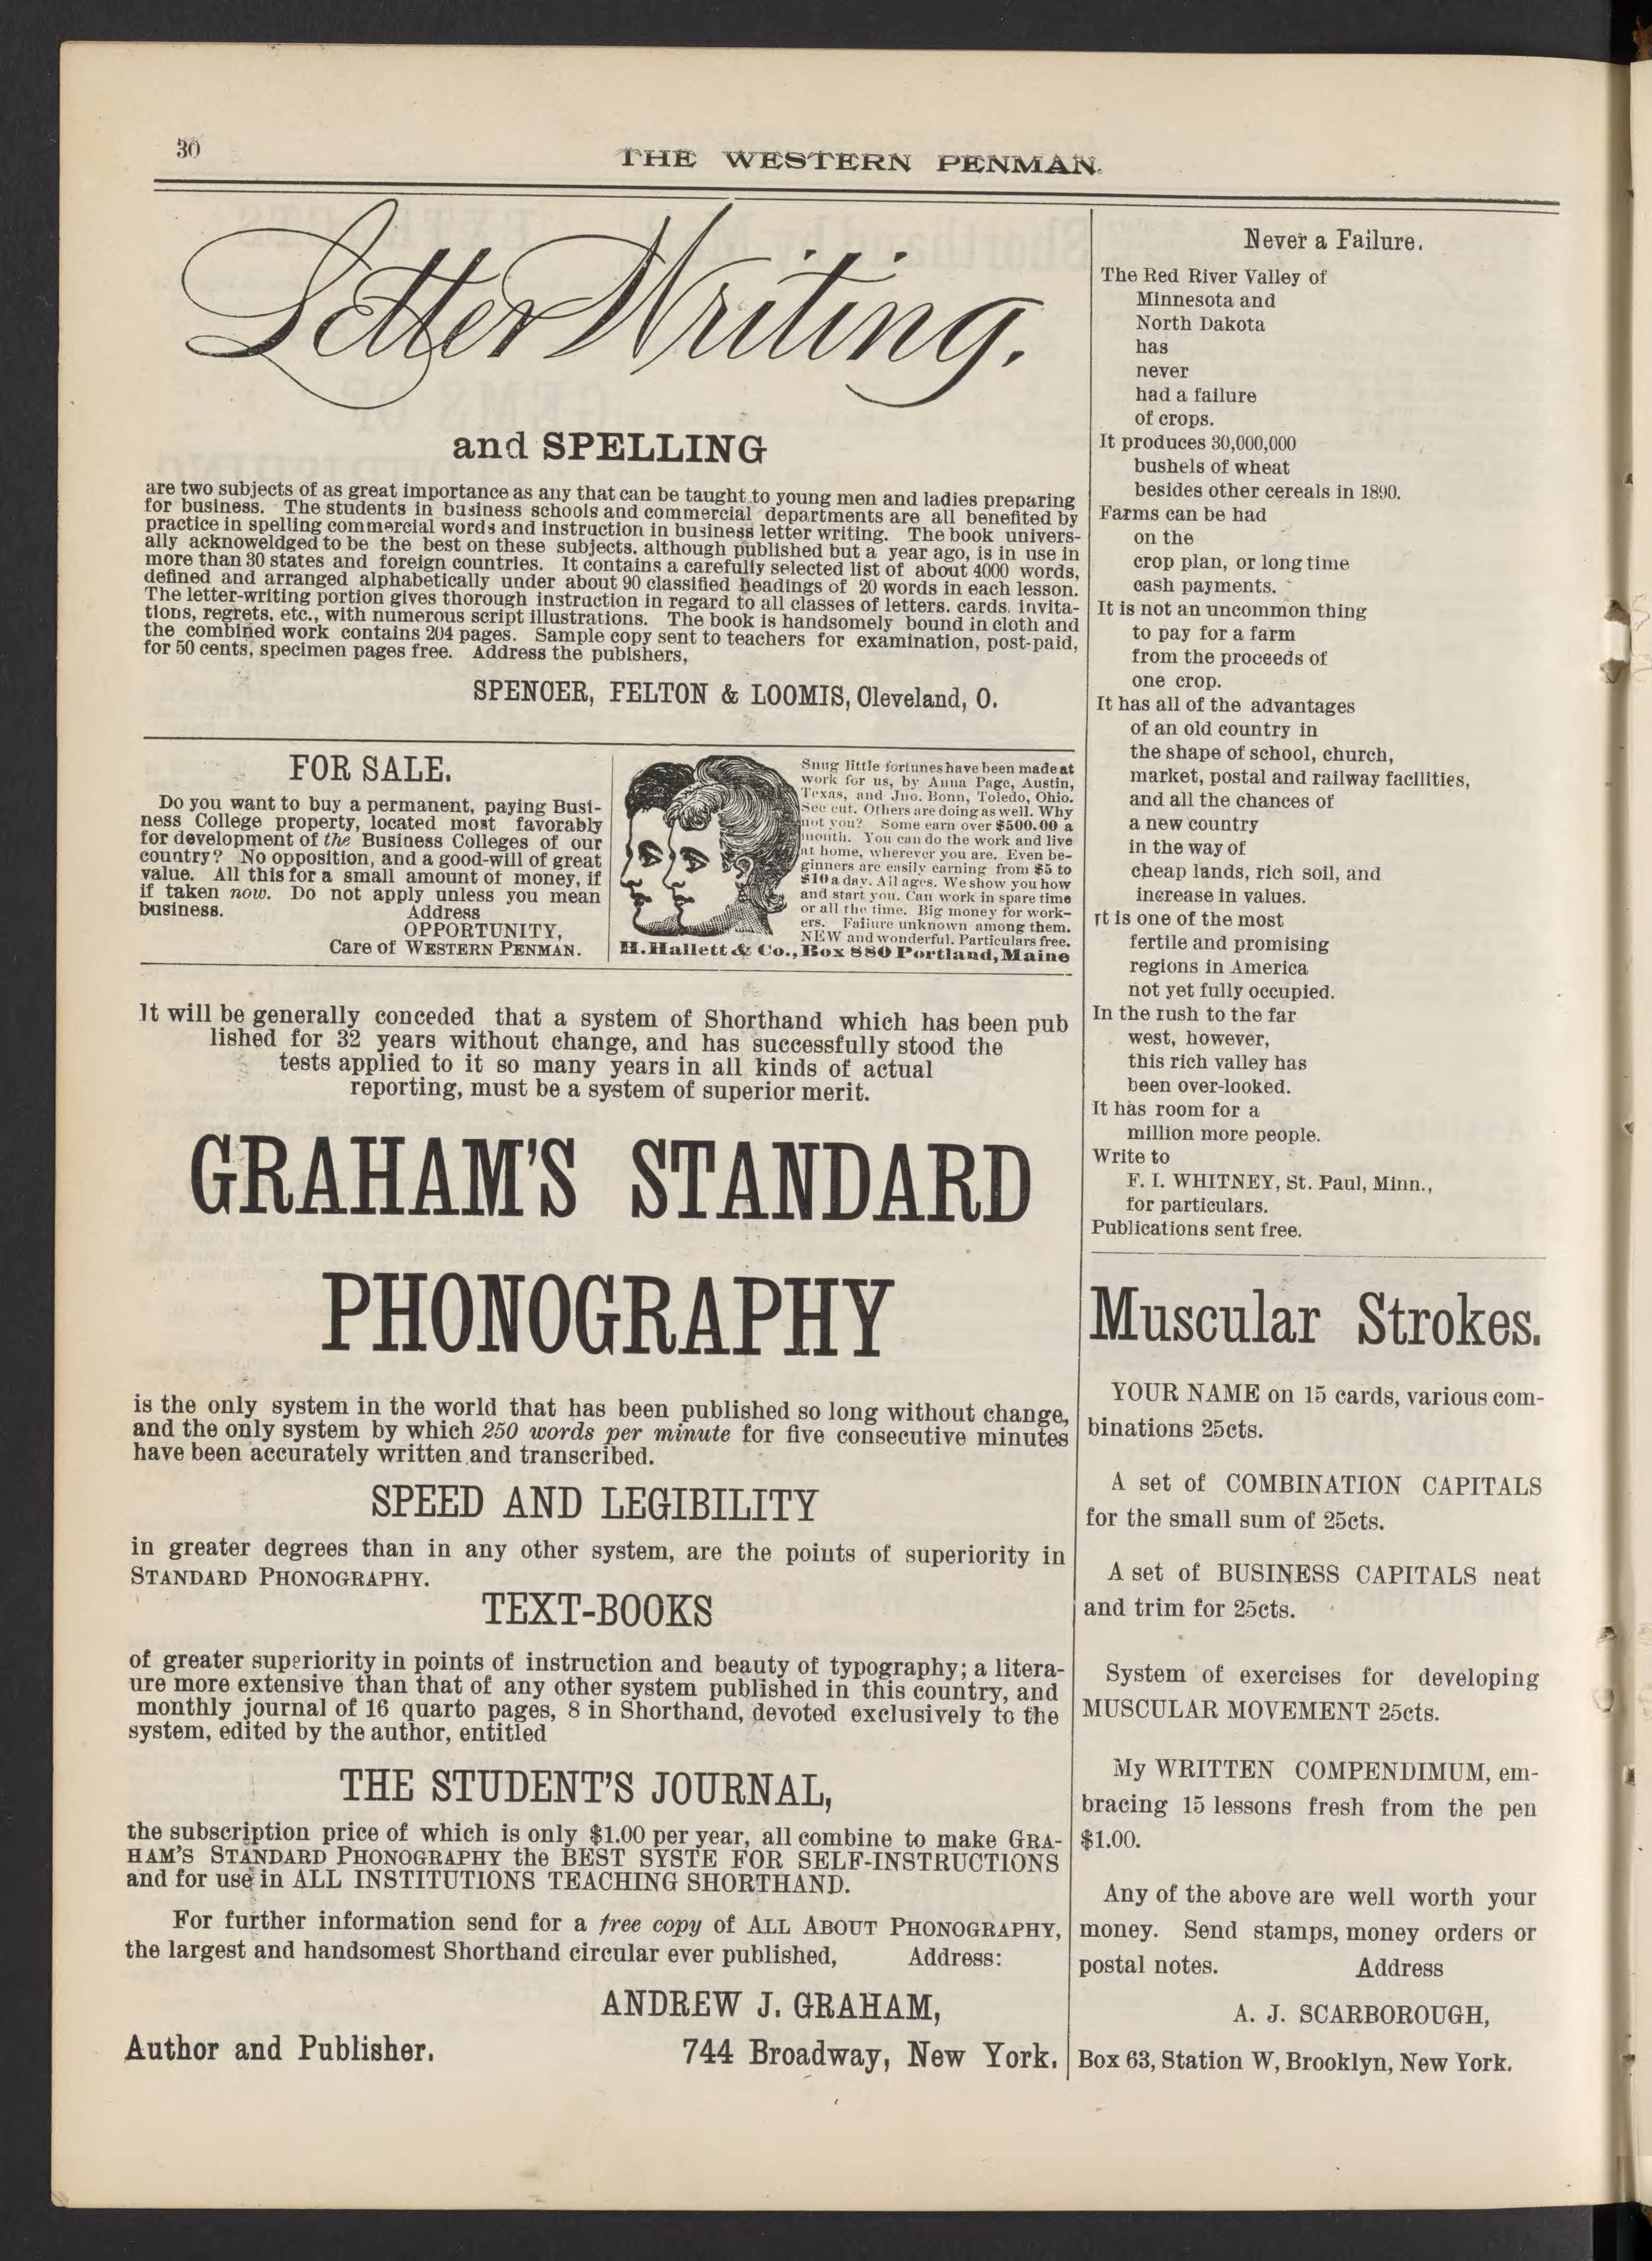 30
THE WESTERN PENMAN.
Letter Writing,
and SPELLING
are two subjects of as great importance as any that can be taught to young men and ladies preparing
for business. The students in business schools and commercial departments are all benefited by
practice in spelling commercial words and instruction in business letter writing. The book univers-
ally acknoweldged to be the best on these subjects. although published but a year ago, is in use in
more than 30 states and foreign countries. It contains a carefully selected list of about 4000 words,
defined and arranged alphabetically under about 90 classified headings of 20 words in each lesson.
The letter-writing portion gives thorough instruction in regard to all classes of letters. cards. invita-
tions, regrets. etc., with numerous script illustrations. The book is handsomely bound in cloth and
the combined work contains 204 pages. Sample copy sent to teachers for examination, post-paid,
for 50 cents, specimen pages free. Address the pubishers,
SPENCER, FELTON & LOOMIS, Cleveland, O.
FOR SALE.
Do you want to buy a permanent, paying Busi-
ness College property, located most favorably
for development of the Business Colleges of our
country? No opposition, and a good-will of great
value. All this for a small amount of money, if
if taken now. Do not apply unless you mean
business. Address
OPPORTUNITY,
Care of WESTERN PENMAN.
Snug little fortunes have been made at
work for us, by Anna Page, Austin,
Texas, and Jno. Bonn, Toledo, Ohio.
See cut. Others are doing as well. Why
not you? Some earn over $500.00 a
month. You can do the work and live
at home, wherever you are. Even be-
ginners are easily earning from $5 to
$10 a day. All ages. We show you how
and start you. Can work in spare time
or all the time. Big money for work-
ers. Failure unknown among them.
NEW and wonderful. Particulars free.
H. Hallett & Co., Box 880 Portland, Maine
It will be generally conceded that a system of Shorthand which has been pub
lished for 32 years without change, and has successfully stood the
tests applied to it so many years in all kinds of actual
reporting, must be a system of superior merit.
GRAHAM'S STANDARD
PHONOGRAPHY
is the only system in the world that has been published so long without change,
and the only system by which 250 words per minute for five consecutive minutes
have been accurately written and transcribed.
SPEED AND LEGIBILITY
in greater degrees than in any other system, are the points of superiority in
STANDARD PHONOGRAPHY.
TEXT-BOOKS
of greater superiority in points of instruction and beauty of typography; a litera-
ure more extensive than that of any other system published in this country, and
monthly journal of 16 quarto pages, 8 in Shorthand, devoted exclusively to the
system, edited by the author, entitled
THE STUDENT'S JOURNAL,
the subscription price of which is only $1.00 per year, all combine to make GRA-
HAM'S STANDARD PHONOGRAPHY the BEST SYSTE FOR SELF-INSTRUCTIONS
and for use in ALL INSTITUTIONS TEACHING SHORTHAND.
For further information send for a free copy of ALL ABOUT PHONOGRAPHY,
the largest and handsomest Shorthand circular ever published, Address:
ANDREW J. GRAHAM,
Author and Publisher. 744 Broadway, New York.
Never a Failure.
The Red River Valley of
Minnesota and
North Dakota
has
never
had a failure
of crops.
It produces 30,000,000
bushels of wheat
besides other cereals in 1890.
Farms can be had
on the
crop plan, or long time
cash payments.
It is not an uncommon thing
to pay for a farm
from the proceeds of
one crop.
It has all of the advantages
of an old country in
the shape of school, church,
market, postal and railway facilities,
and all the chances of
a new country
in the way of
cheap lands, rich soil, and
increase in values.
It is one of the most
fertile and promising
regions in America
not yet fully occupied.
In the rush to the far
west, however,
this rich valley has
been over-looked.
It has room for a
million more people.
Write to
F. I. WHITNEY, St. Paul, Minn.,
for particulars.
Publications sent free.
Muscular Strokes.
YOUR NAME on 15 cards, various com-
binations 25cts.
A set of COMBINATION CAPITALS
for the small sum of 25cts.
A set of BUSINESS CAPITALS neat
and trim for 25cts.
System of exercises for developing
MUSCULAR MOVEMENT 25cts.
My WRITTEN COMPENDIMUM, em-
bracing 15 lessons fresh from the pen
$1.00.
Any of the above are well worth your
money. Send stamps, money orders or
postal notes. Address
A. J. SCARBOROUGH,
Box 63, Station W, Brooklyn, New York.